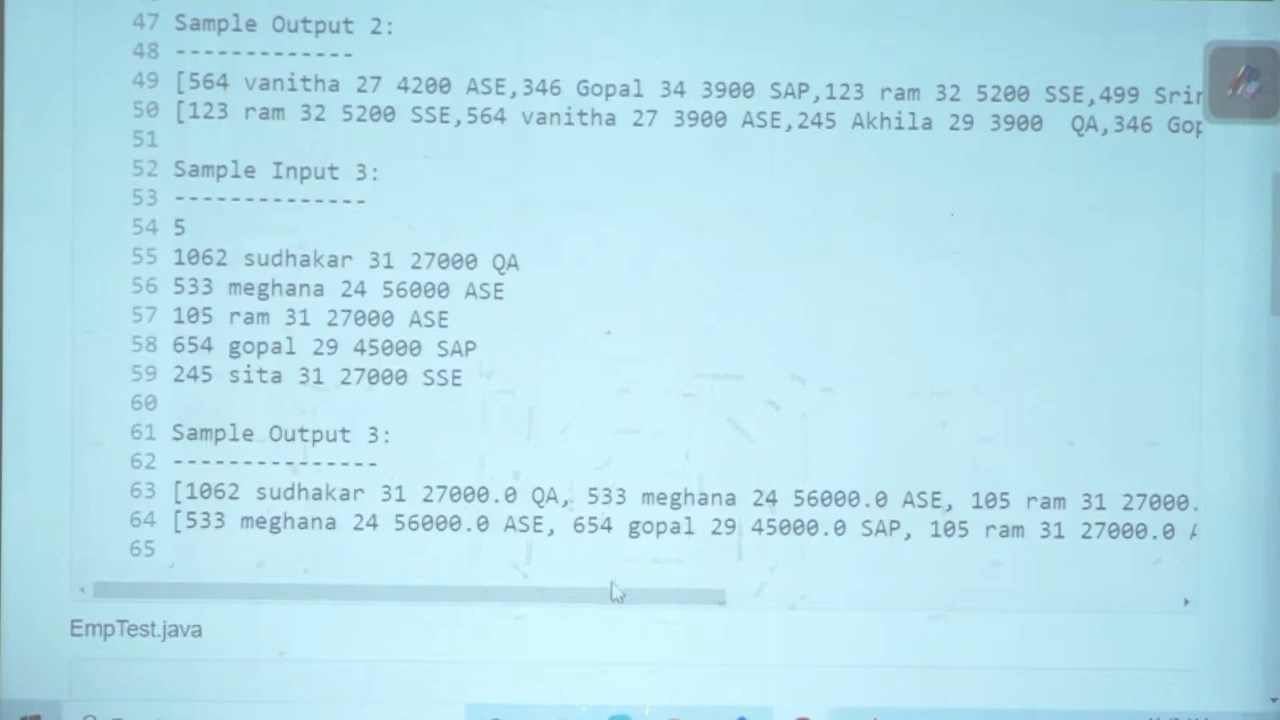 47 Sample Output 2:
48 -------------
49 [564 vanitha 27 4200 ASE,346 Gopal 34 3900 SAP,123 ram 32 5200 SSE,499 Srir
50 [123 ram 32 5200 SSE,564 vanitha 27 3900 ASE,245 Akhila 29 3900  QA,346 Gop
51
52 Sample Input 3:
53 --------------
54 5
55 1062 sudhakar 31 27000 QA
56 533 meghana 24 56000 ASE
57 105 ram 31 27000 ASE
58 654 gopal 29 45000 SAP
59 245 sita 31 27000 SSE
60
61 Sample Output 3:
62 ---------------
63 [1062 sudhakar 31 27000.0 QA, 533 meghana 24 56000.0 ASE, 105 ram 31 27000.
64 [533 meghana 24 56000.0 ASE, 654 gopal 29 45000.0 SAP, 105 ram 31 27000.0
65
EmpTest.java